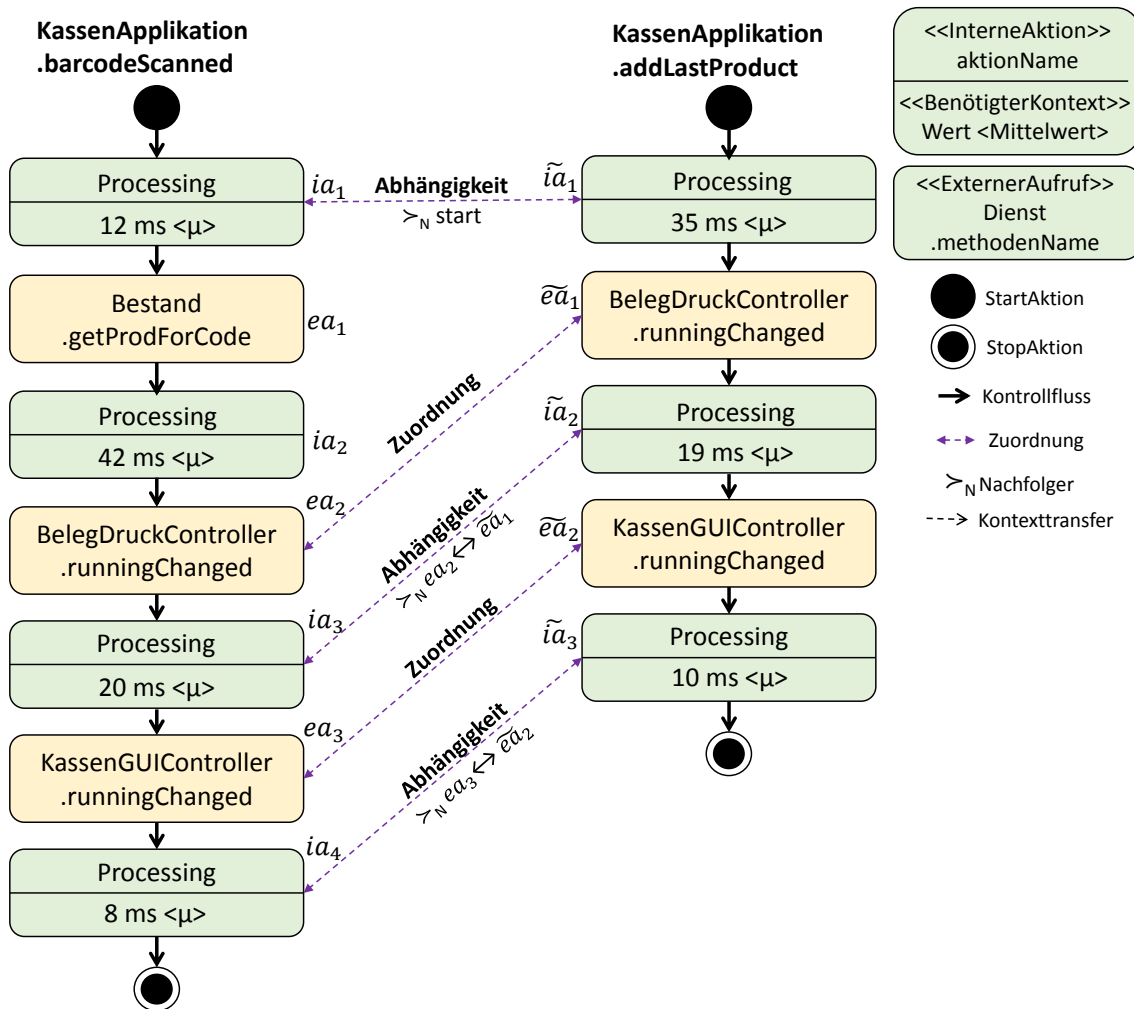 KassenApplikation
.barcodeScanned
Processing
12 ms <µ>
ia₁
Bestand
.getProdForCode
ea₁
Processing
42 ms <µ>
ia₂
ea₂
BelegDruckController
.runningChanged
ia₃
Processing
20 ms <µ>
ea₃
KassenGUIController
.runningChanged
ia₄
Processing
8 ms <µ>
Abhängigkeit
≻N start
Zuordnung
Abhängigkeit
≻N ea₂ ↔ ẽa₁
Zuordnung
Abhängigkeit
≻N ea₃ ↔ ẽa₂
KassenApplikation
.addLastProduct
ĩa₁
Processing
35 ms <µ>
ẽa₁
BelegDruckController
.runningChanged
ĩa₂
Processing
19 ms <µ>
ẽa₂
KassenGUIController
.runningChanged
ĩa₃
Processing
10 ms <µ>
<<InterneAktion>>
aktionName
<<BenötigterKontext>>
Wert <Mittelwert>
<<ExternerAufruf>>
Dienst
.methodenName
StartAktion
StopAktion
Kontrollfluss
Zuordnung
≻N Nachfolger
Kontexttransfer